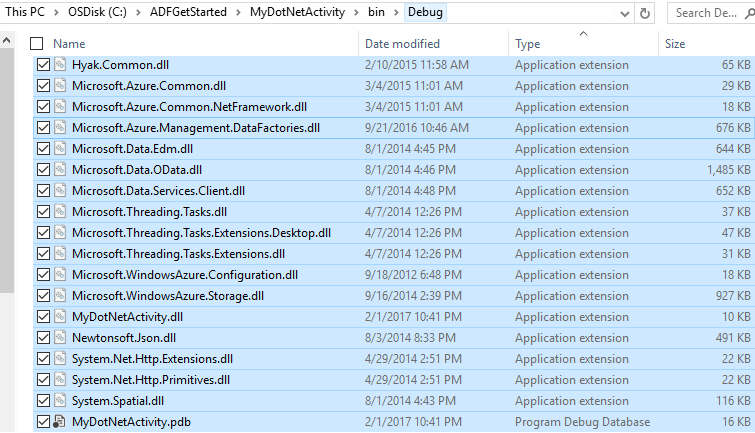 This PC > OSDisk (C:) > ADFGetStarted > MyDotNetActivity > bin > Debug Search De...
Name Date modified Type Size
Hyak.Common.dll 2/10/2015 11:58 AM Application extension 65 KB
Microsoft.Azure.Common.dll 3/4/2015 11:01 AM Application extension 29 KB
Microsoft.Azure.Common.NetFramework.dll 3/4/2015 11:01 AM Application extension 18 KB
Microsoft.Azure.Management.DataFactories.dll 9/21/2016 10:46 AM Application extension 676 KB
Microsoft.Data.Edm.dll 8/1/2014 4:45 PM Application extension 644 KB
Microsoft.Data.OData.dll 8/1/2014 4:46 PM Application extension 1,485 KB
Microsoft.Data.Services.Client.dll 8/1/2014 4:48 PM Application extension 652 KB
Microsoft.Threading.Tasks.dll 4/7/2014 12:26 PM Application extension 37 KB
Microsoft.Threading.Tasks.Extensions.Desktop.dll 4/7/2014 12:26 PM Application extension 47 KB
Microsoft.Threading.Tasks.Extensions.dll 4/7/2014 12:26 PM Application extension 31 KB
Microsoft.WindowsAzure.Configuration.dll 9/18/2012 6:48 PM Application extension 18 KB
Microsoft.WindowsAzure.Storage.dll 9/16/2014 2:39 PM Application extension 927 KB
MyDotNetActivity.dll 2/1/2017 10:41 PM Application extension 10 KB
Newtonsoft.Json.dll 8/3/2014 8:33 PM Application extension 491 KB
System.Net.Http.Extensions.dll 4/29/2014 2:51 PM Application extension 22 KB
System.Net.Http.Primitives.dll 4/29/2014 2:51 PM Application extension 22 KB
System.Spatial.dll 8/1/2014 4:43 PM Application extension 116 KB
MyDotNetActivity.pdb 2/1/2017 10:41 PM Program Debug Database 16 KB